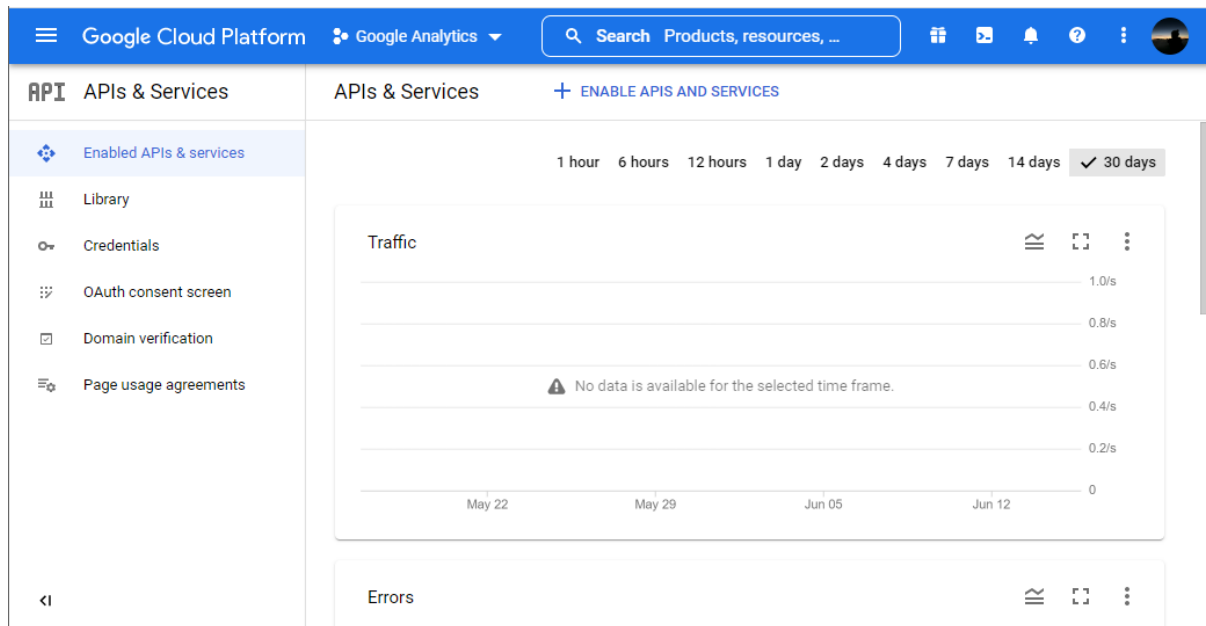 Google Cloud Platform Google Analytics Search Products, resources, ...
API APIs & Services
Enabled APIs & services
Library
Credentials
OAuth consent screen
Domain verification
Page usage agreements
APIs & Services + ENABLE APIS AND SERVICES
1 hour 6 hours 12 hours 1 day 2 days 4 days 7 days 14 days 30 days
Traffic
1.0/s
0.8/s
0.6/s
No data is available for the selected time frame.
0.4/s
0.2/s
0
May 22 May 29 Jun 05 Jun 12
Errors